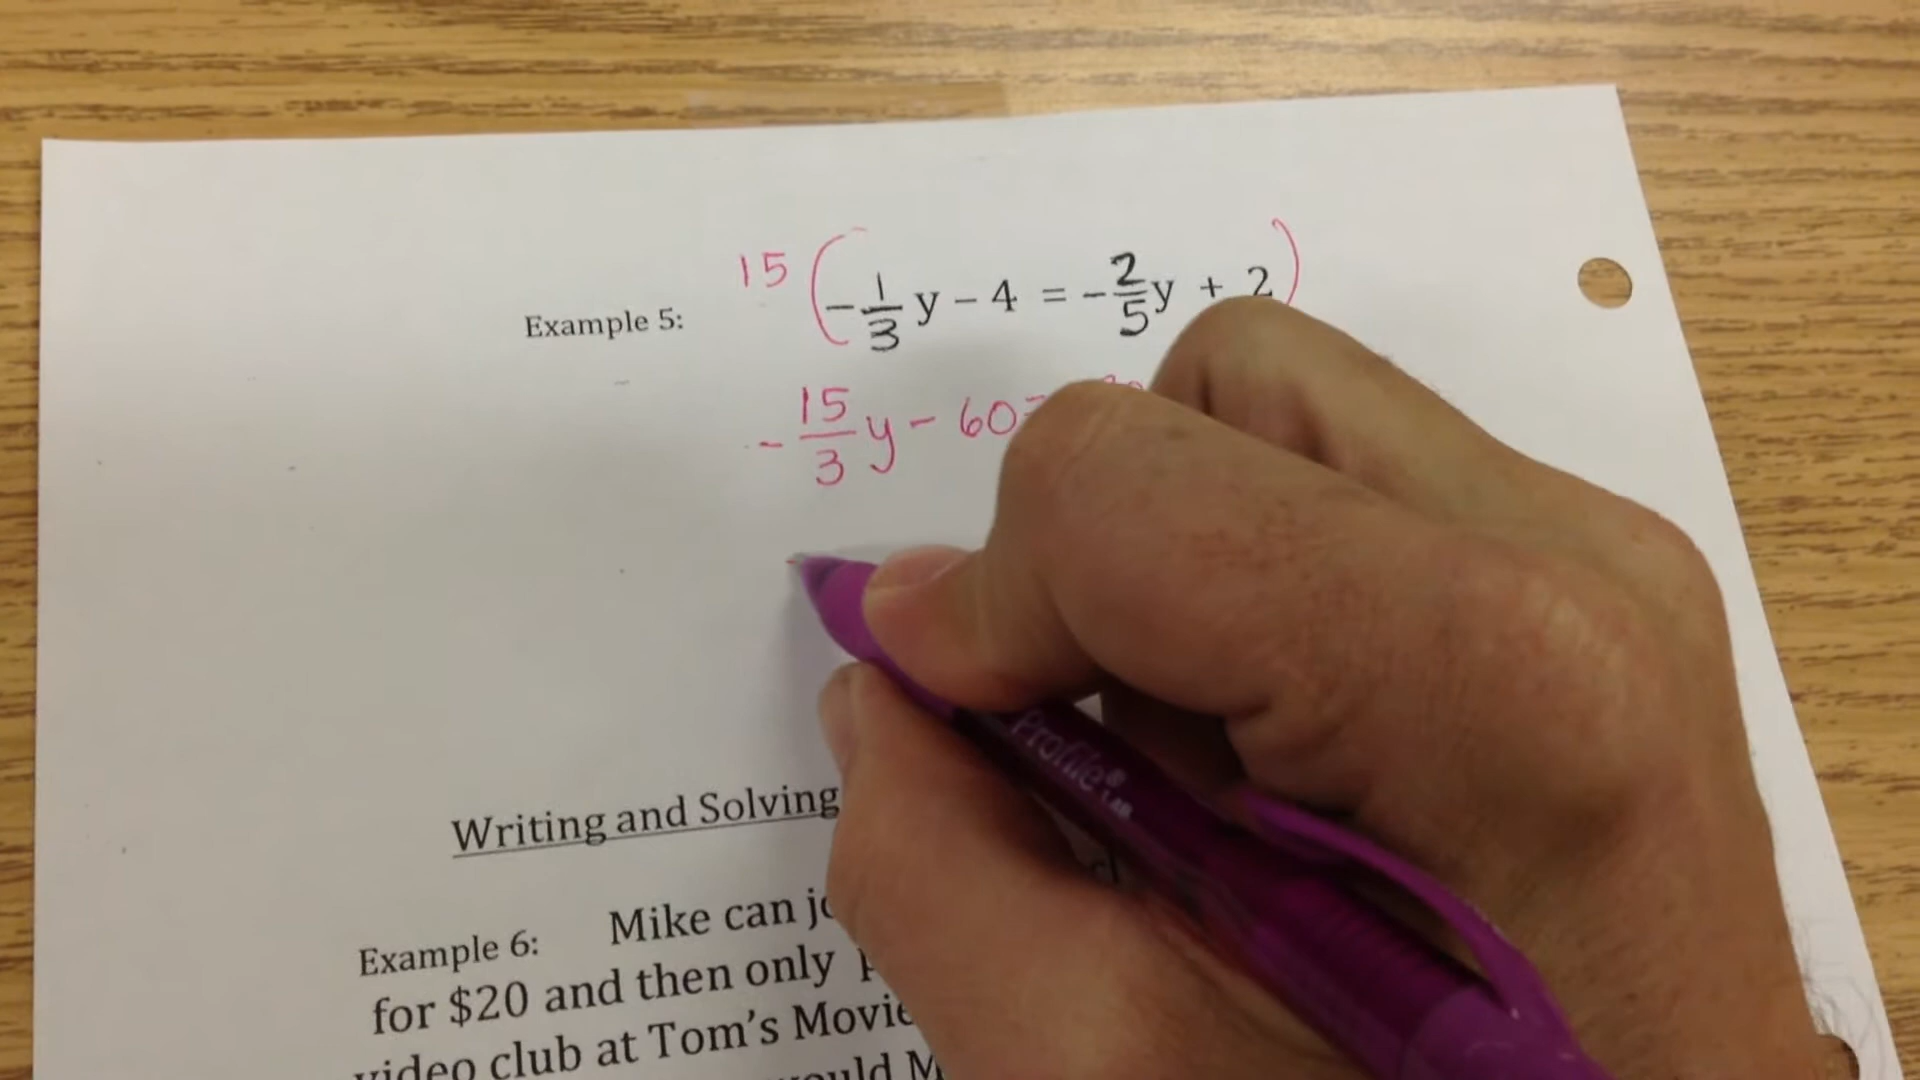 Example 5: 15 (-1/3 y - 4 = -2/5 y + 2)
- 15/3 y - 60 =
Profile®
Writing and Solving
Example 6: Mike can
for $20 and then only
video club at Tom's Movie